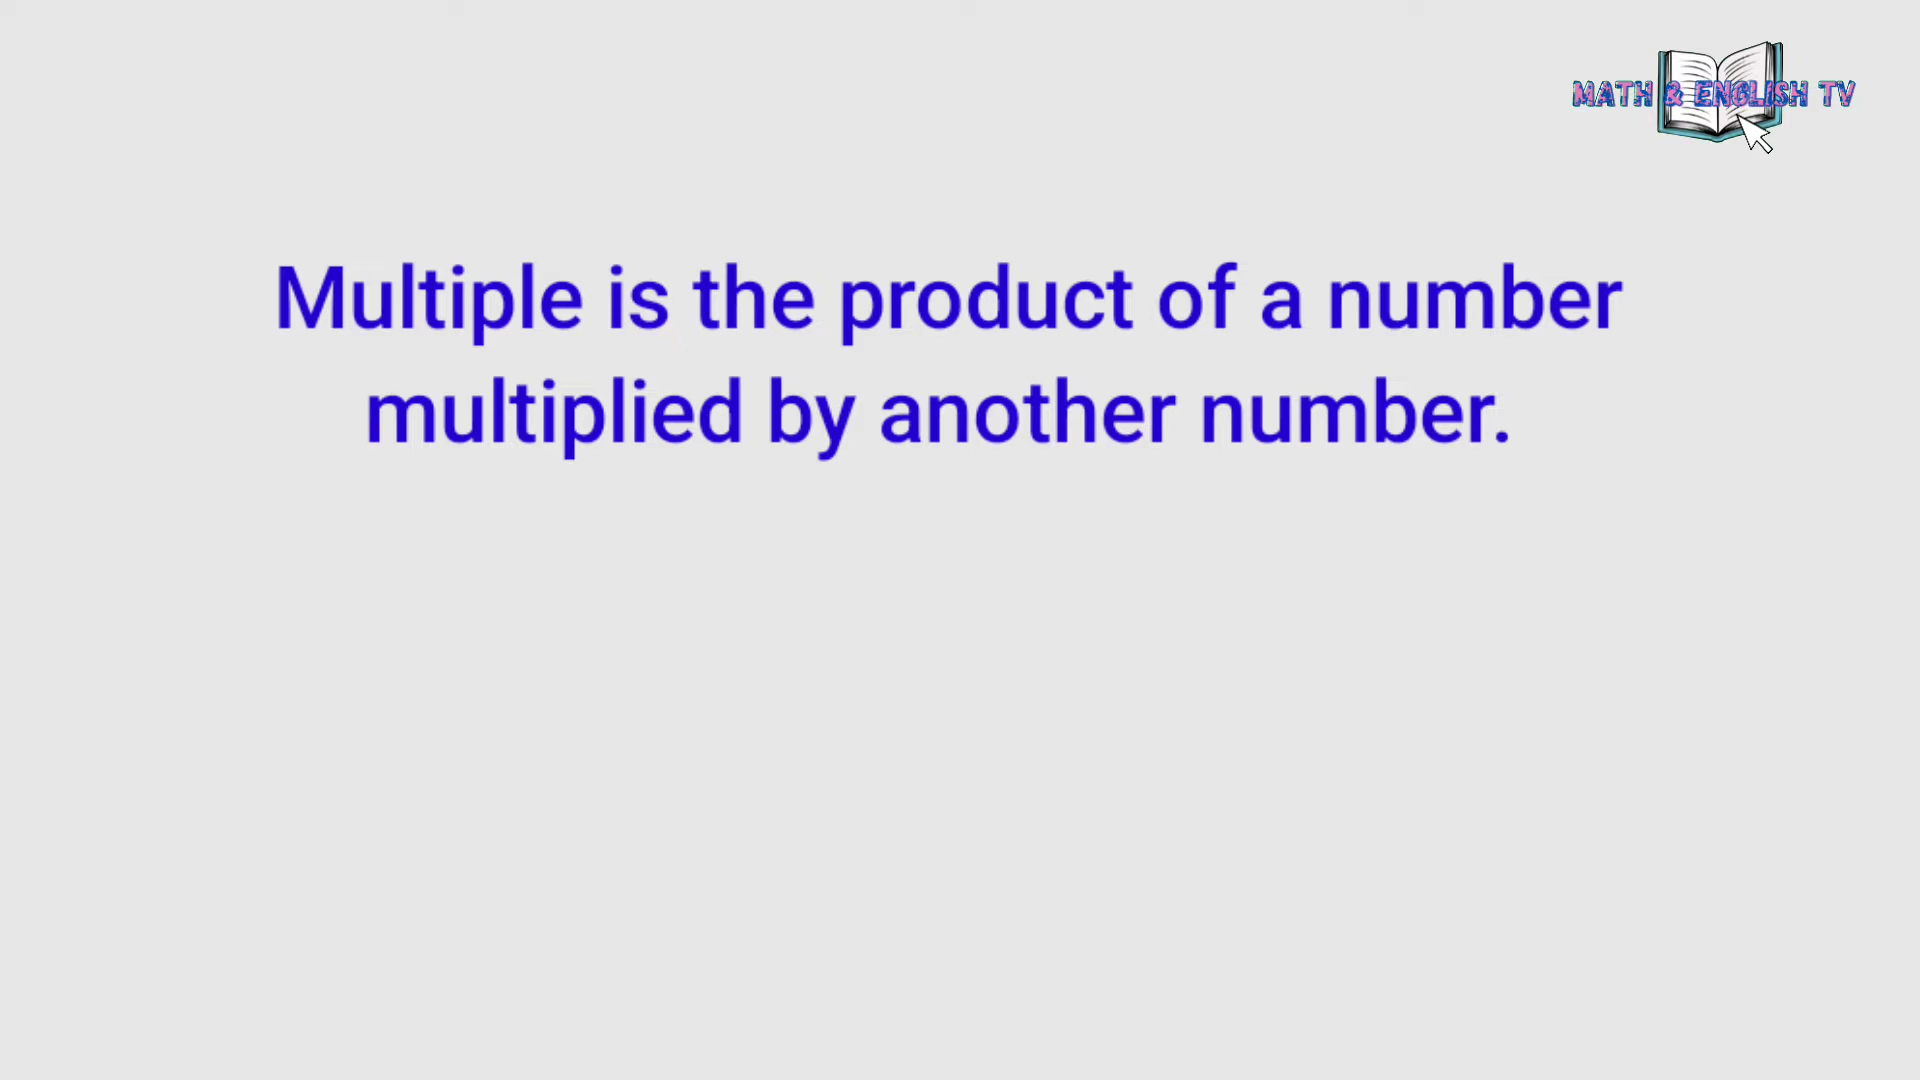 MATH & ENGLISH TV
Multiple is the product of a number
multiplied by another number.